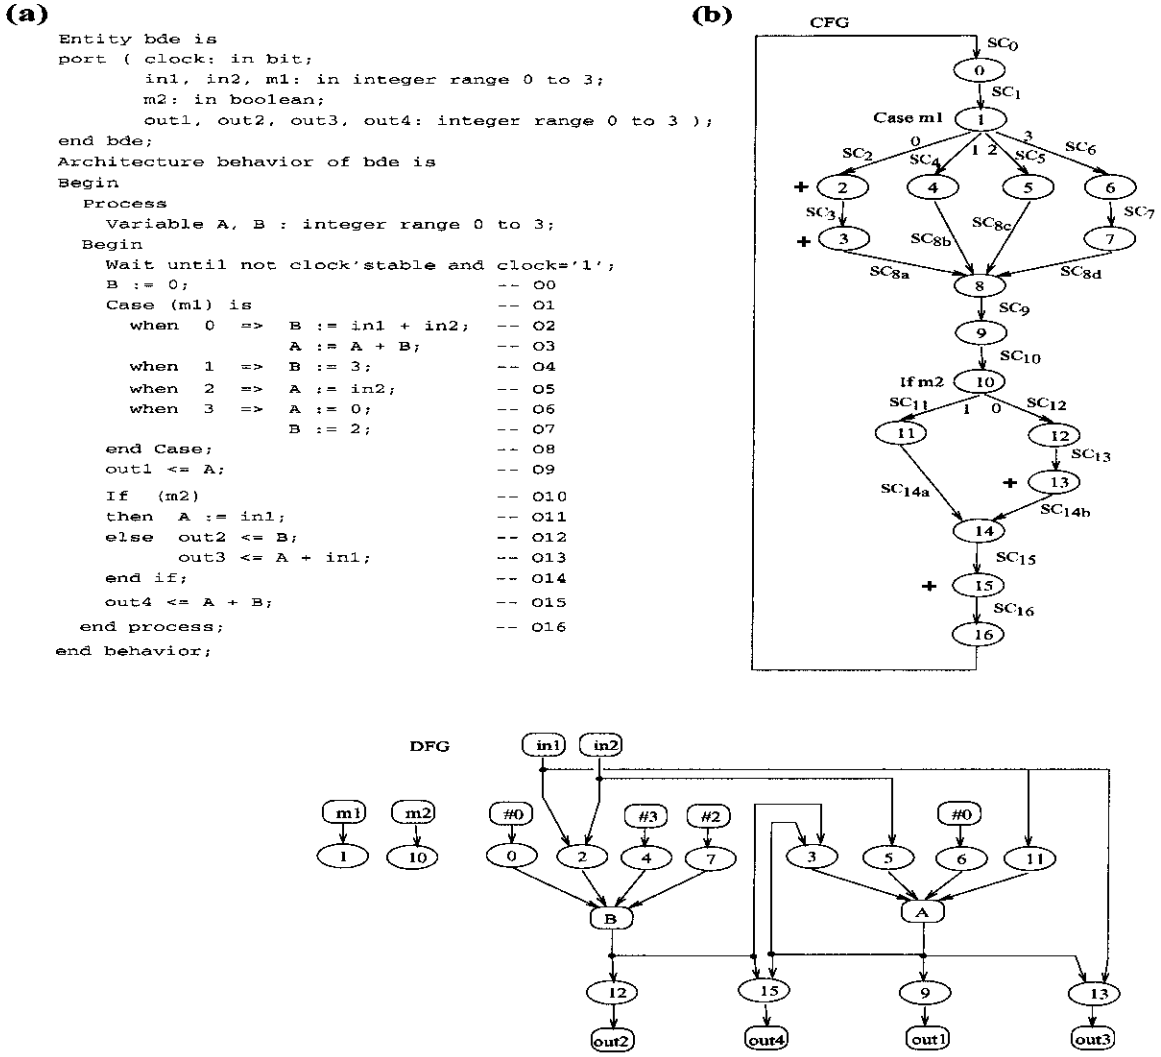 (a)
Entity bde is
port ( clock: in bit;
in1, in2, m1: in integer range 0 to 3;
m2: in boolean;
out1, out2, out3, out4: integer range 0 to 3 );
end bde;
Architecture behavior of bde is
Begin
Process
Variable A, B : integer range 0 to 3;
Begin
Wait until not clock'stable and clock='1';
B := 0; -- O0
Case (m1) is -- O1
when 0 => B := in1 + in2; -- O2
A := A + B; -- O3
when 1 => B := 3; -- O4
when 2 => A := in2; -- O5
when 3 => A := 0; -- O6
B := 2; -- O7
end Case; -- O8
out1 <= A; -- O9
If (m2) -- O10
then A := in1; -- O11
else out2 <= B; -- O12
out3 <= A + in1; -- O13
end if; -- O14
out4 <= A + B; -- O15
end process; -- O16
end behavior;
(b)
CFG
SC0
0
SC1
Case m1 1
0 1 2 3
SC2 SC4 SC5 SC6
+ 2 4 5 6
SC3 SC7
+ 3 7
SC8b SC8c
SC8a SC8d
8
SC9
9
SC10
If m2 10
SC11 1 0 SC12
11 12
SC13
+ 13
SC14a SC14b
14
SC15
+ 15
SC16
16
DFG
in1 in2
m1 m2 #0 #3 #2 #0
1 10 0 2 4 7 3 5 6 11
B A
12 15 9 13
out2 out4 out1 out3